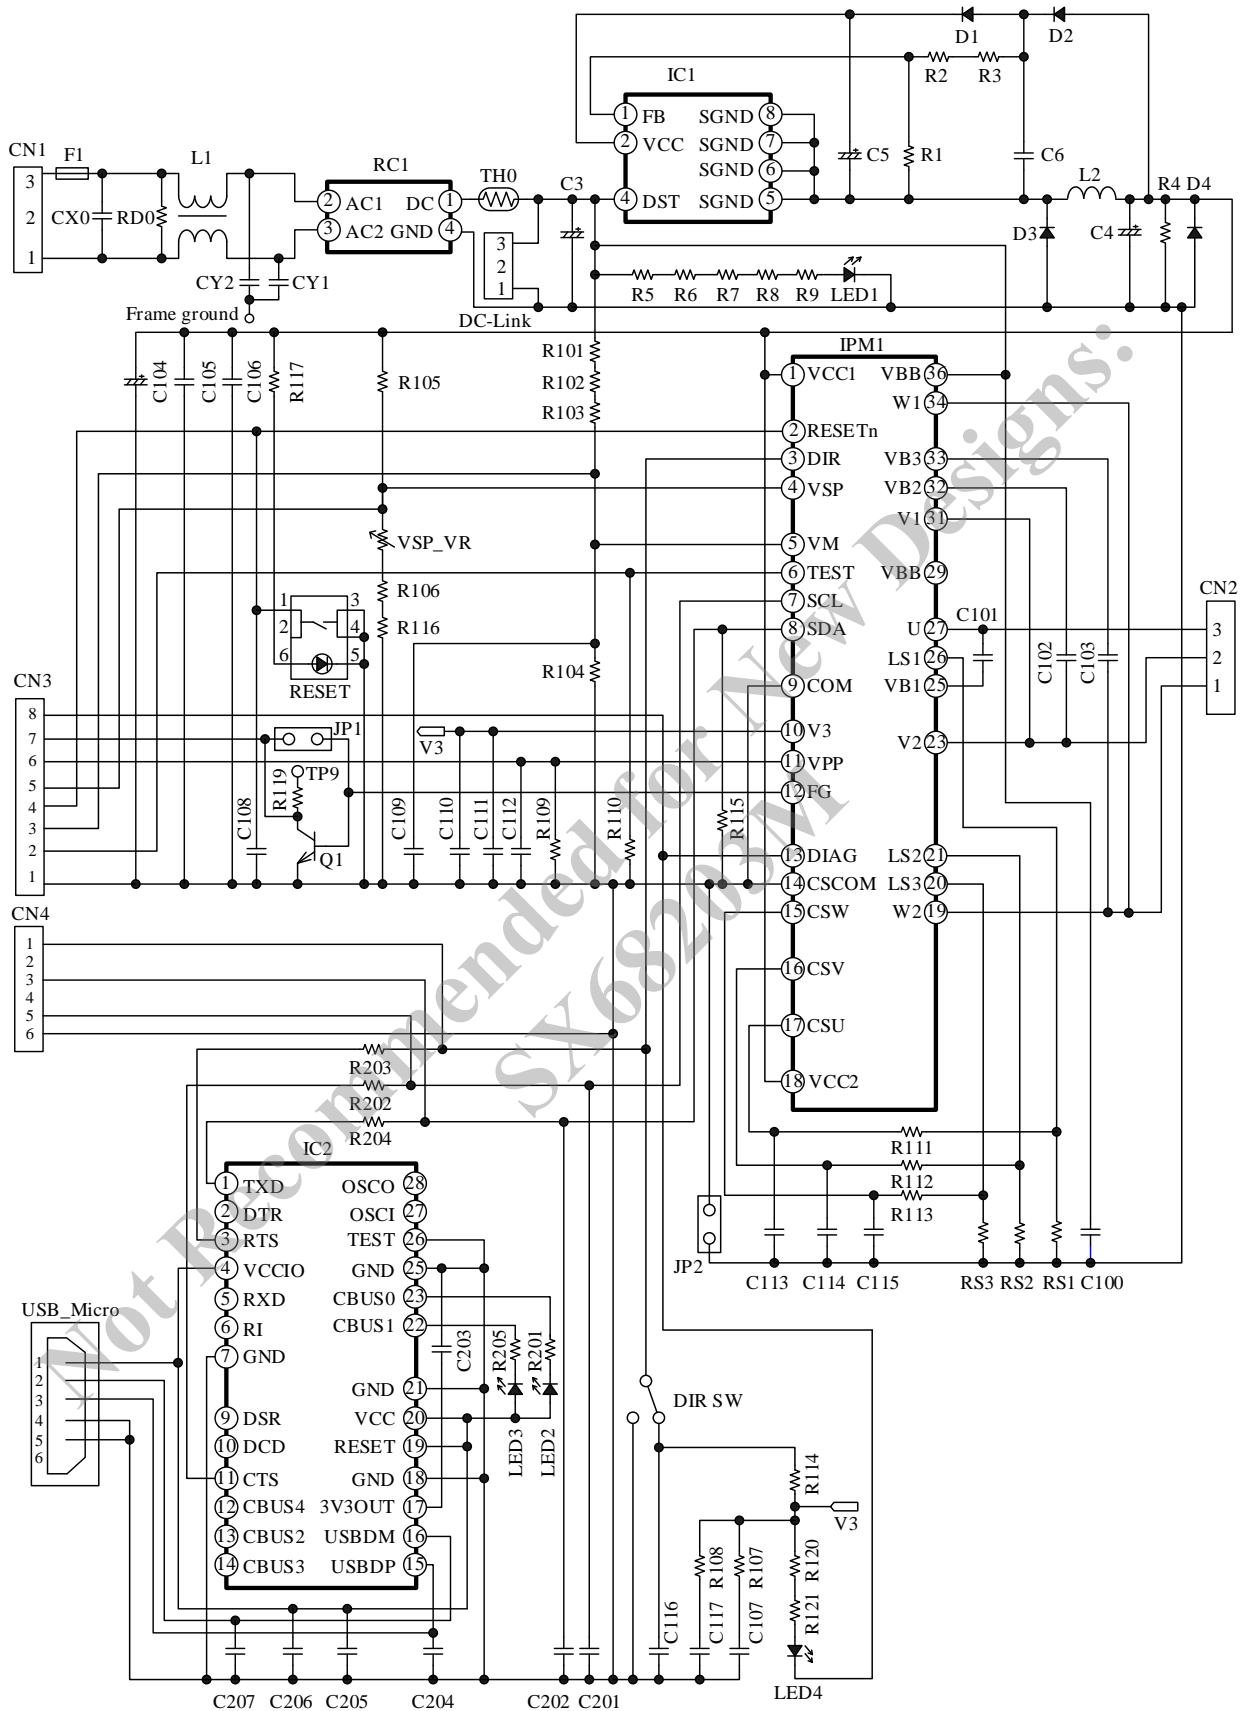 D1
D2
R2
R3
IC1
1 FB
SGND 8
2 VCC
SGND 7
SGND 6
4 DST
SGND 5
C5
R1
C6
CN1
F1
L1
RC1
TH0
C3
L2
R4 D4
3
2
1
CX0
RD0
2 AC1
DC 1
3 AC2
GND 4
3
2
1
D3
C4
CY2
CY1
R5
R6
R7
R8
R9
LED1
Frame ground
DC-Link
C104
C105
C106
R117
R105
R101
R102
R103
IPM1
1 VCC1
2 RESETn
3 DIR
4 VSP
5 VM
6 TEST
7 SCL
8 SDA
9 COM
10 V3
11 VPP
12 FG
13 DIAG
14 CSCOM
15 CSW
16 CSV
17 CSU
18 VCC2
VBB 36
W1 34
VB3 33
VB2 32
V1 31
VBB 29
U 27
LS1 26
VB1 25
V2 23
LS2 21
LS3 20
W2 19
VSP_VR
R106
R116
1
2
6
3
4
5
RESET
R104
C101
C102
C103
CN2
3
2
1
CN3
8
7
6
5
4
3
2
1
JP1
V3
TP9
R119
Q1
C108
C109
C110
C111
C112
R109
R110
R115
CN4
1
2
3
4
5
6
R203
R202
R204
IC2
1 TXD
2 DTR
3 RTS
4 VCCIO
5 RXD
6 RI
7 GND
9 DSR
10 DCD
11 CTS
12 CBUS4
13 CBUS2
14 CBUS3
OSCO 28
OSCI 27
TEST 26
GND 25
CBUS0 23
CBUS1 22
GND 21
VCC 20
RESET 19
GND 18
3V3OUT 17
USBDM 16
USBDP 15
R111
R112
R113
JP2
C113
C114
C115
RS3
RS2
RS1
C100
USB_Micro
1
2
3
4
5
6
C203
R205
R201
LED3
LED2
DIR SW
R114
V3
R108
R107
R120
R121
C116
C117
C107
LED4
C207
C206
C205
C204
C202
C201
Not Recommended for New Designs:
SX68203M